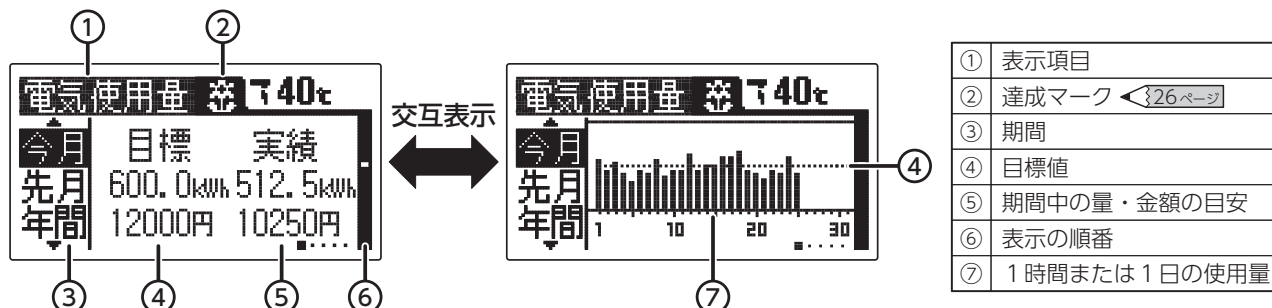 ① ②
電気使用量 40℃
今月 目標 実績
先月 600.0kWh 512.5kWh
年間 12000円 10250円
③ ④ ⑤ ⑥
交互表示
電気使用量 40℃
今月
先月
年間
④
1 10 20 30
⑦
① 表示項目
② 達成マーク 26ページ
③ 期間
④ 目標値
⑤ 期間中の量・金額の目安
⑥ 表示の順番
⑦ 1時間または1日の使用量